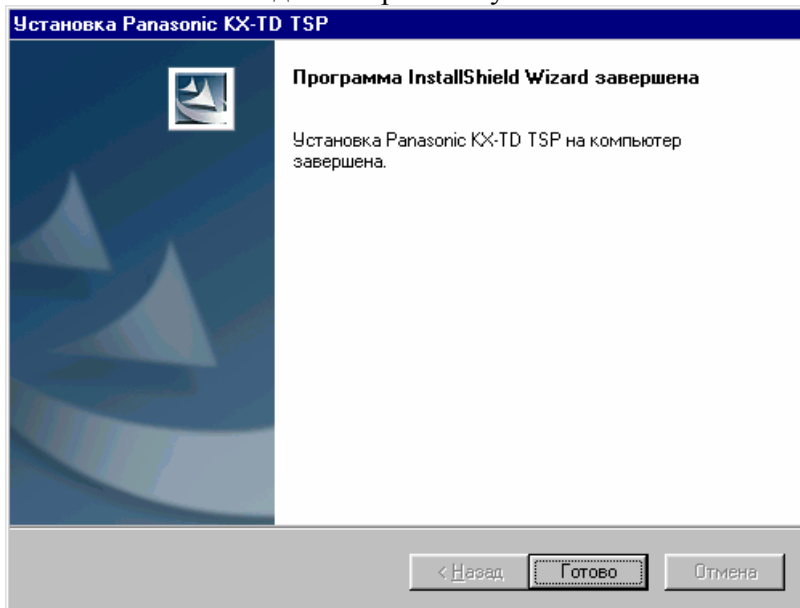 Установка Panasonic KX-TD TSP
Программа InstallShield Wizard завершена
Установка Panasonic KX-TD TSP на компьютер
завершена.
< Назад
Готово
Отмена